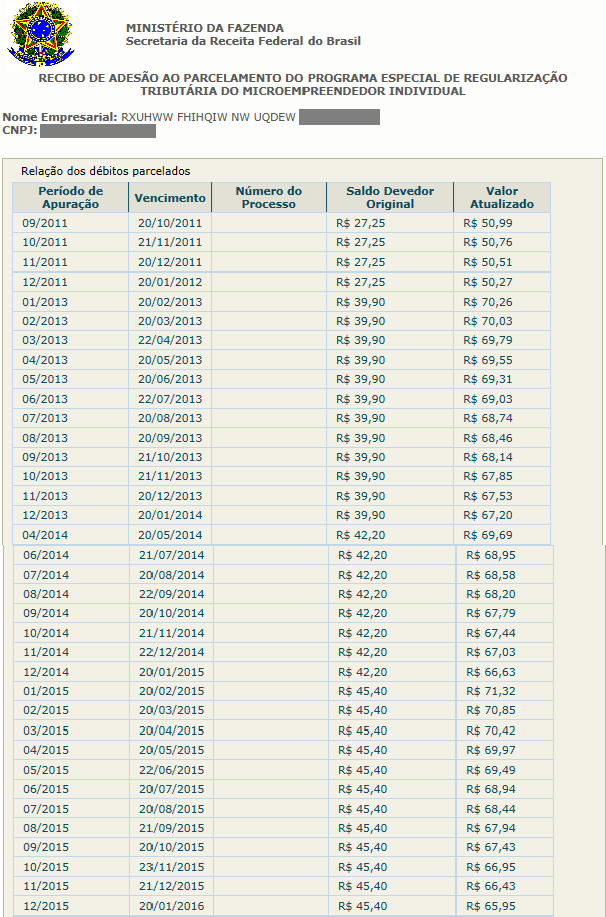 MINISTÉRIO DA FAZENDA
Secretaria da Receita Federal do Brasil
RECIBO DE ADESÃO AO PARCELAMENTO DO PROGRAMA ESPECIAL DE REGULARIZAÇÃO
TRIBUTÁRIA DO MICROEMPREENDEDOR INDIVIDUAL
Nome Empresarial: RXUHWW FHIHQIW NW UQDEW
CNPJ:
Relação dos débitos parcelados
Período de Apuração Vencimento Número do Processo Saldo Devedor Original Valor Atualizado
09/2011 20/10/2011 R$ 27,25 R$ 50,99
10/2011 21/11/2011 R$ 27,25 R$ 50,76
11/2011 20/12/2011 R$ 27,25 R$ 50,51
12/2011 20/01/2012 R$ 27,25 R$ 50,27
01/2013 20/02/2013 R$ 39,90 R$ 70,26
02/2013 20/03/2013 R$ 39,90 R$ 70,03
03/2013 22/04/2013 R$ 39,90 R$ 69,79
04/2013 20/05/2013 R$ 39,90 R$ 69,55
05/2013 20/06/2013 R$ 39,90 R$ 69,31
06/2013 22/07/2013 R$ 39,90 R$ 69,03
07/2013 20/08/2013 R$ 39,90 R$ 68,74
08/2013 20/09/2013 R$ 39,90 R$ 68,46
09/2013 21/10/2013 R$ 39,90 R$ 68,14
10/2013 21/11/2013 R$ 39,90 R$ 67,85
11/2013 20/12/2013 R$ 39,90 R$ 67,53
12/2013 20/01/2014 R$ 39,90 R$ 67,20
04/2014 20/05/2014 R$ 42,20 R$ 69,69
06/2014 21/07/2014 R$ 42,20 R$ 68,95
07/2014 20/08/2014 R$ 42,20 R$ 68,58
08/2014 22/09/2014 R$ 42,20 R$ 68,20
09/2014 20/10/2014 R$ 42,20 R$ 67,79
10/2014 21/11/2014 R$ 42,20 R$ 67,44
11/2014 22/12/2014 R$ 42,20 R$ 67,03
12/2014 20/01/2015 R$ 42,20 R$ 66,63
01/2015 20/02/2015 R$ 45,40 R$ 71,32
02/2015 20/03/2015 R$ 45,40 R$ 70,85
03/2015 20/04/2015 R$ 45,40 R$ 70,42
04/2015 20/05/2015 R$ 45,40 R$ 69,97
05/2015 22/06/2015 R$ 45,40 R$ 69,49
06/2015 20/07/2015 R$ 45,40 R$ 68,94
07/2015 20/08/2015 R$ 45,40 R$ 68,44
08/2015 21/09/2015 R$ 45,40 R$ 67,94
09/2015 20/10/2015 R$ 45,40 R$ 67,43
10/2015 23/11/2015 R$ 45,40 R$ 66,95
11/2015 21/12/2015 R$ 45,40 R$ 66,43
12/2015 20/01/2016 R$ 45,40 R$ 65,95